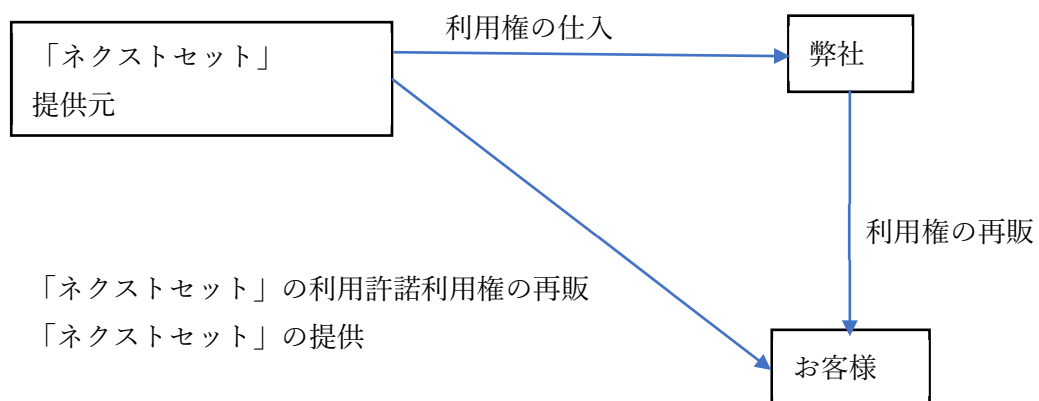 利用権の仕入
「ネクストセット」
提供元
弊社
利用権の再販
「ネクストセット」の利用許諾利用権の再販
「ネクストセット」の提供
お客様